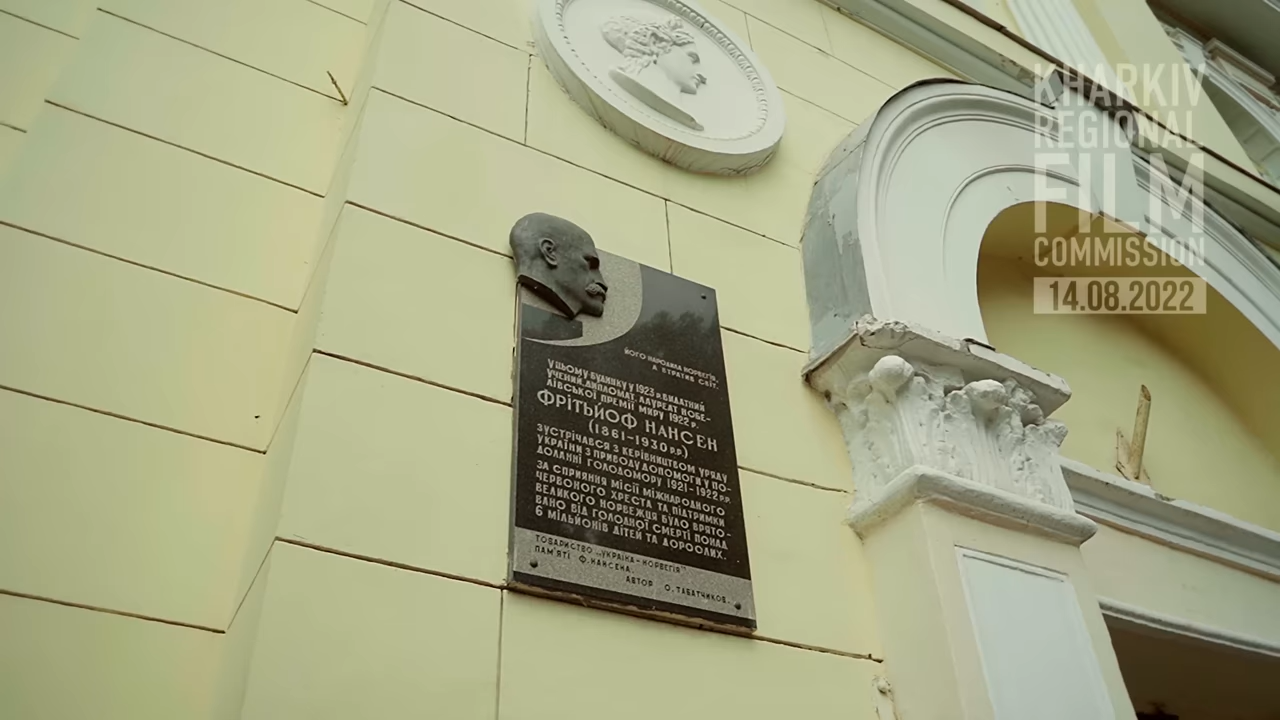 KHARKIV
REGIONAL
FILM
COMMISSION
14.08.2022
ЙОГО НАРОДИЛА НОРВЕГІЯ,
А ВТРАТИВ СВІТ.
У ЦЬОМУ БУДИНКУ У 1923 р. ВИДАТНИЙ
УЧЕНИЙ, ДИПЛОМАТ, ЛАУРЕАТ НОБЕ-
ЛІВСЬКОЇ ПРЕМІЇ МИРУ 1922 р.
ФРІТЬЙОФ НАНСЕН
(1861-1930 р.р.)
ЗУСТРІЧАВСЯ З КЕРІВНИЦТВОМ УРЯДУ
УКРАЇНИ З ПРИВОДУ ДОПОМОГИ У ПО-
ДОЛАННІ ГОЛОДОМОРУ 1921-1922 р.р.
ЗА СПРИЯННЯ МІСІЇ МІЖНАРОДНОГО
ЧЕРВОНОГО ХРЕСТА ТА ПІДТРИМКИ
ВЕЛИКОГО НОРВЕЖЦЯ БУЛО ВРЯТО-
ВАНО ВІД ГОЛОДНОЇ СМЕРТІ ПОНАД
6 МІЛЬЙОНІВ ДІТЕЙ ТА ДОРОСЛИХ.
ТОВАРИСТВО „УКРАЇНА-НОРВЕГІЯ"
ПАМ'ЯТІ Ф. НАНСЕНА.
АВТОР О. ТАБАТЧИКОВ.